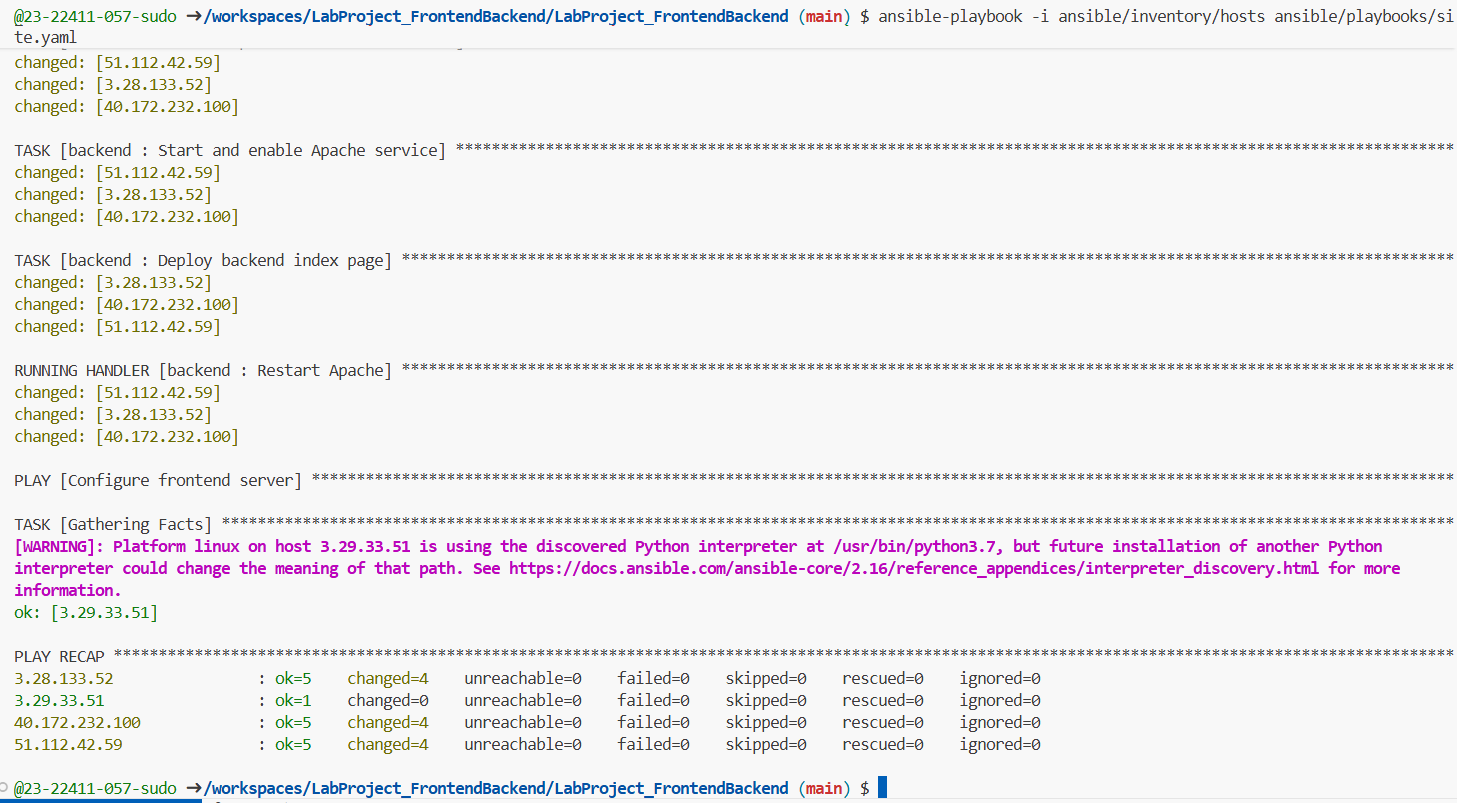 @23-22411-057-sudo ➜/workspaces/LabProject_FrontendBackend/LabProject_FrontendBackend (main) $ ansible-playbook -i ansible/inventory/hosts ansible/playbooks/si
te.yaml
changed: [51.112.42.59]
changed: [3.28.133.52]
changed: [40.172.232.100]
TASK [backend : Start and enable Apache service] ***************************************************************************************************************
changed: [51.112.42.59]
changed: [3.28.133.52]
changed: [40.172.232.100]
TASK [backend : Deploy backend index page] *********************************************************************************************************************
changed: [3.28.133.52]
changed: [40.172.232.100]
changed: [51.112.42.59]
RUNNING HANDLER [backend : Restart Apache] *********************************************************************************************************************
changed: [51.112.42.59]
changed: [3.28.133.52]
changed: [40.172.232.100]
PLAY [Configure frontend server] *******************************************************************************************************************************
TASK [Gathering Facts] *****************************************************************************************************************************************
[WARNING]: Platform linux on host 3.29.33.51 is using the discovered Python interpreter at /usr/bin/python3.7, but future installation of another Python
interpreter could change the meaning of that path. See https://docs.ansible.com/ansible-core/2.16/reference_appendices/interpreter_discovery.html for more
information.
ok: [3.29.33.51]
PLAY RECAP *****************************************************************************************************************************************************
3.28.133.52                : ok=5    changed=4    unreachable=0    failed=0    skipped=0    rescued=0    ignored=0
3.29.33.51                 : ok=1    changed=0    unreachable=0    failed=0    skipped=0    rescued=0    ignored=0
40.172.232.100             : ok=5    changed=4    unreachable=0    failed=0    skipped=0    rescued=0    ignored=0
51.112.42.59               : ok=5    changed=4    unreachable=0    failed=0    skipped=0    rescued=0    ignored=0
@23-22411-057-sudo ➜/workspaces/LabProject_FrontendBackend/LabProject_FrontendBackend (main) $